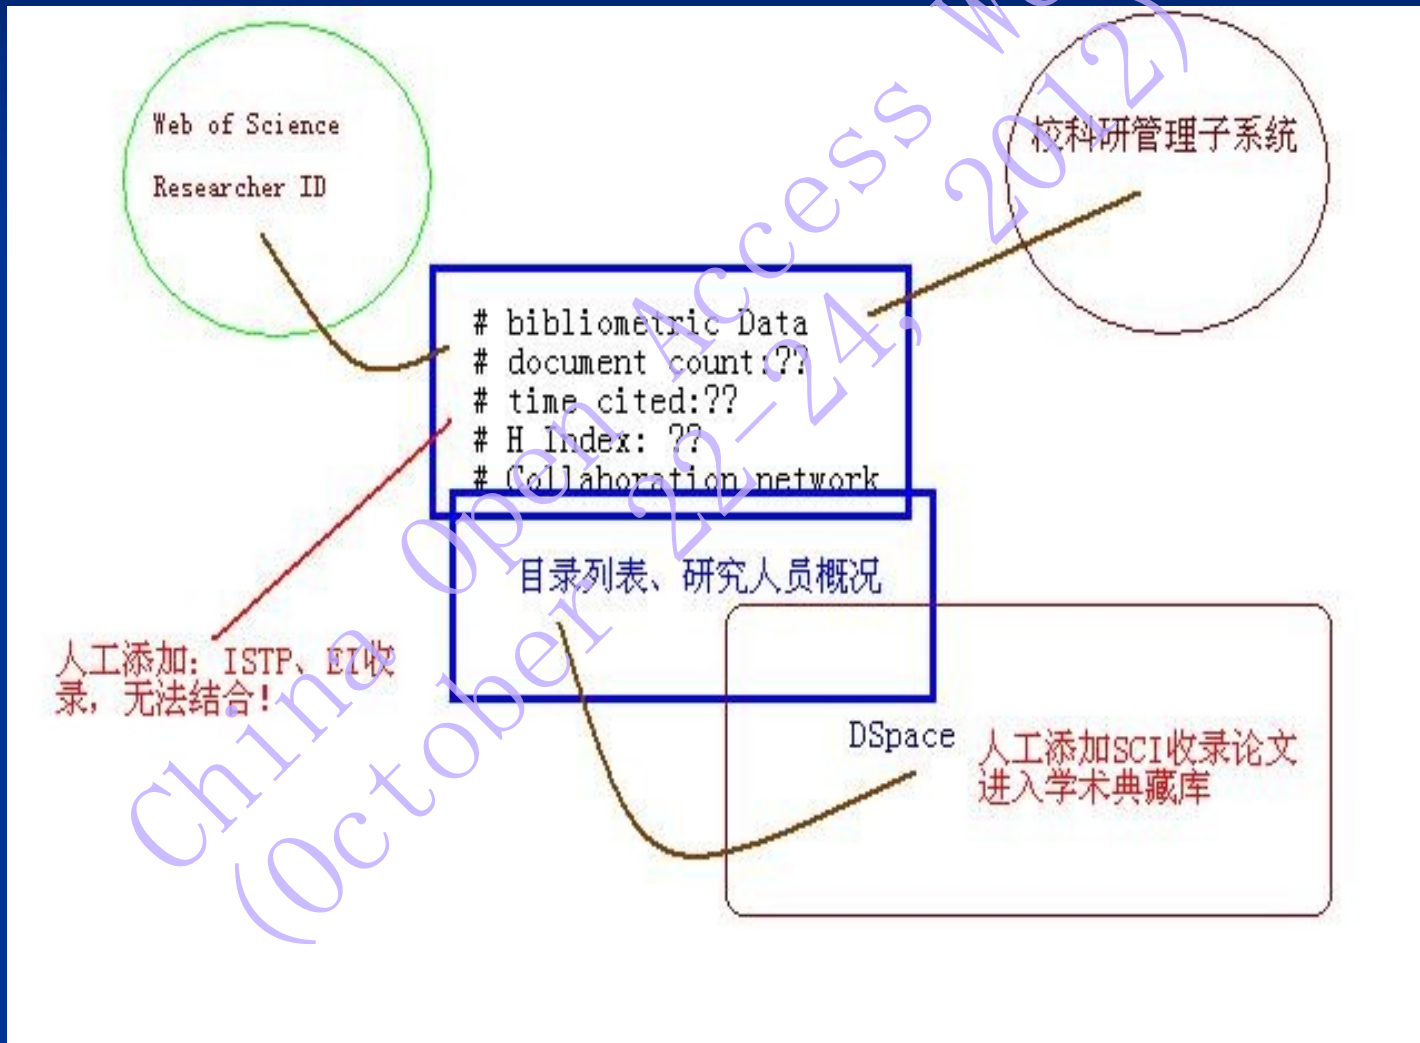 Web of Science
Researcher ID
校科研管理子系统
# bibliometric Data
# document count:??
# time cited:??
# H Index: ??
# Collaboration network
目录列表、研究人员概况
人工添加: ISTP、EI收
录, 无法结合!
DSpace
人工添加SCI收录论文
进入学术典藏库
China Open Access
(October 22-24, 2012)